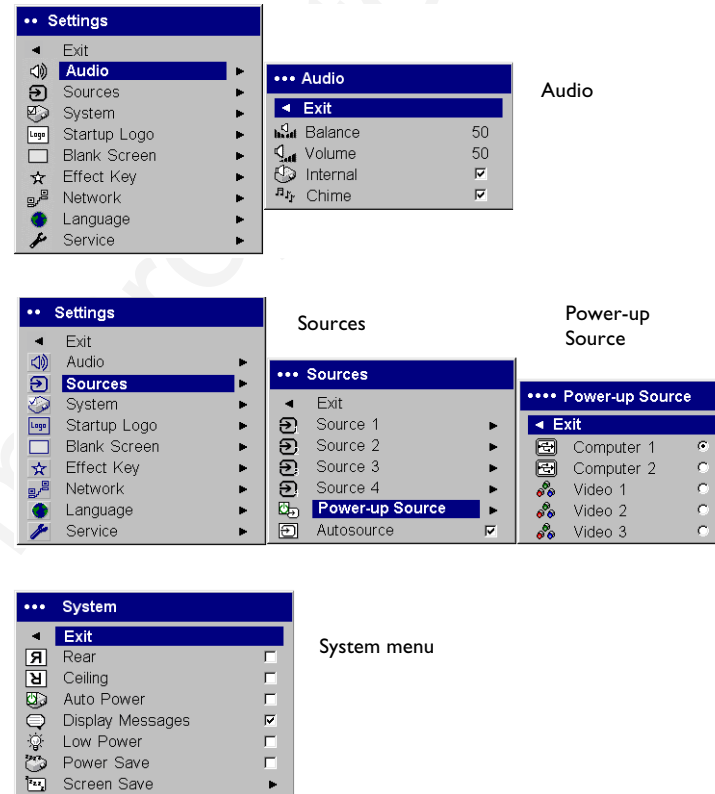 •• Settings
Exit
Audio
Sources
System
Logo Startup Logo
Blank Screen
Effect Key
Network
Language
Service
••• Audio
Exit
Balance 50
Volume 50
Internal
Chime
Audio
•• Settings
Exit
Audio
Sources
System
Logo Startup Logo
Blank Screen
Effect Key
Network
Language
Service
Sources
••• Sources
Exit
Source 1
Source 2
Source 3
Source 4
Power-up Source
Autosource
Power-up
Source
•••• Power-up Source
Exit
Computer 1
Computer 2
Video 1
Video 2
Video 3
••• System
Exit
Rear
Ceiling
Auto Power
Display Messages
Low Power
Power Save
Screen Save
System menu